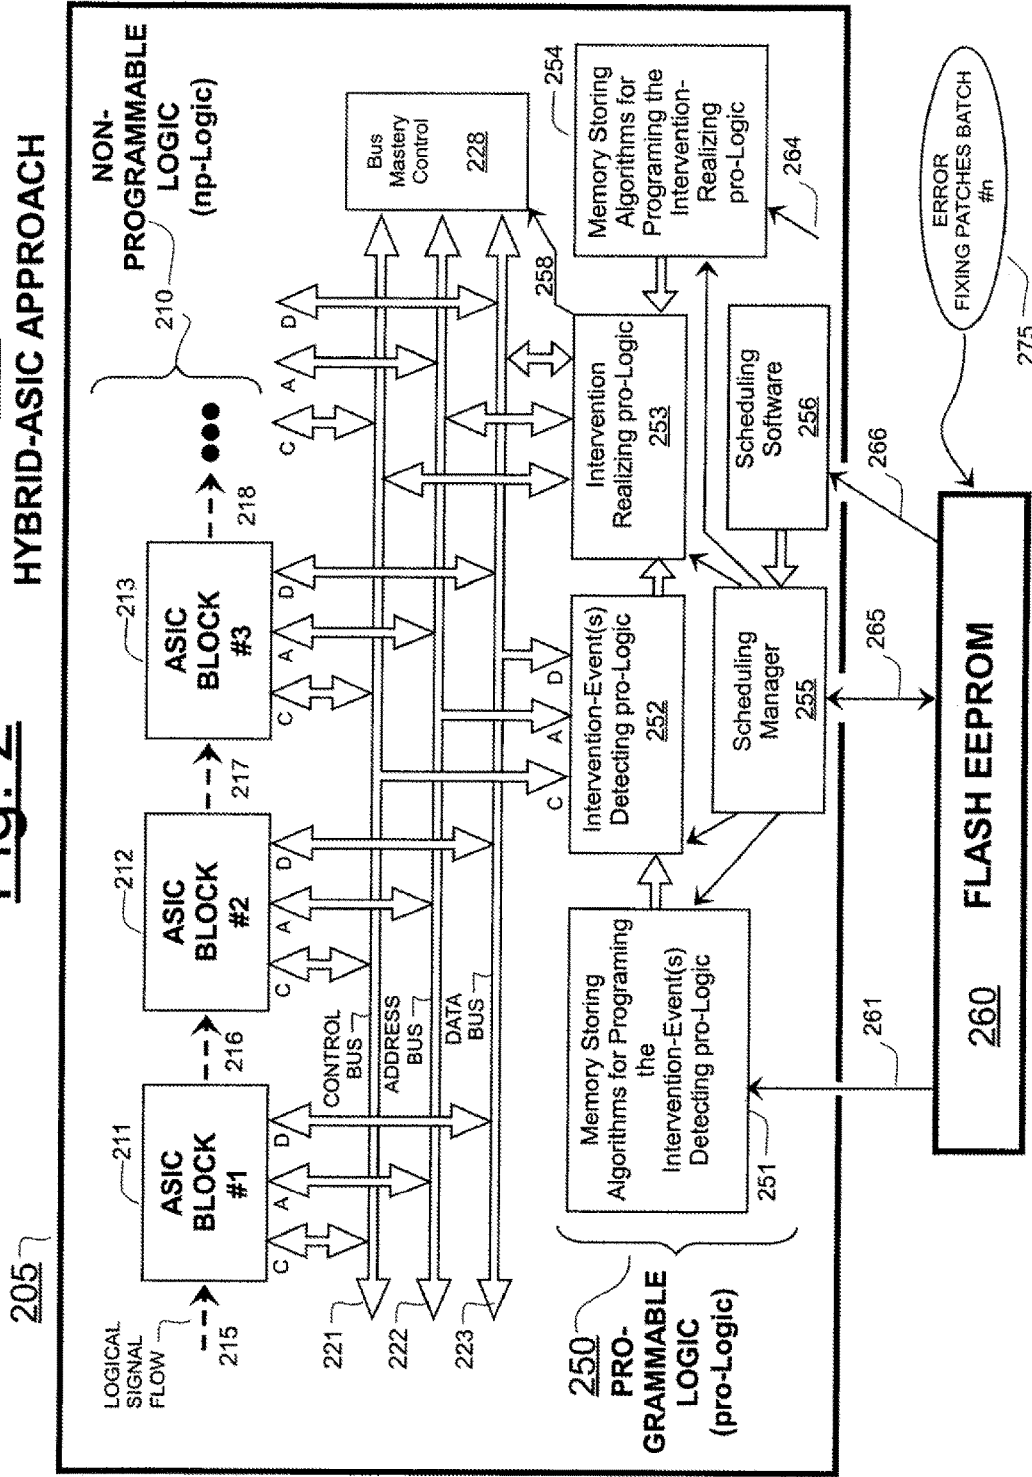 Fig. 2
HYBRID-ASIC APPROACH
205
LOGICAL
SIGNAL
FLOW
215
211
ASIC
BLOCK
#1
216
212
ASIC
BLOCK
#2
217
213
ASIC
BLOCK
#3
218
210
NON-
PROGRAMMABLE
LOGIC
(np-Logic)
C
A
D
C
A
D
C
A
D
C
A
D
221
222
223
CONTROL
BUS
ADDRESS
BUS
DATA
BUS
Bus
Mastery
Control
228
C
A
D
258
250
PRO-
GRAMMABLE
LOGIC
(pro-Logic)
Memory Storing
Algorithms for Programing
the
Intervention-Event(s)
Detecting pro-Logic
251
Intervention-Event(s)
Detecting pro-Logic
252
Intervention
Realizing pro-Logic
253
254
Memory Storing
Algorithms for
Programing the
Intervention-
Realizing
pro-Logic
264
Scheduling
Manager
255
Scheduling
Software
256
261
265
266
260
FLASH EEPROM
ERROR
FIXING PATCHES BATCH
#n
275